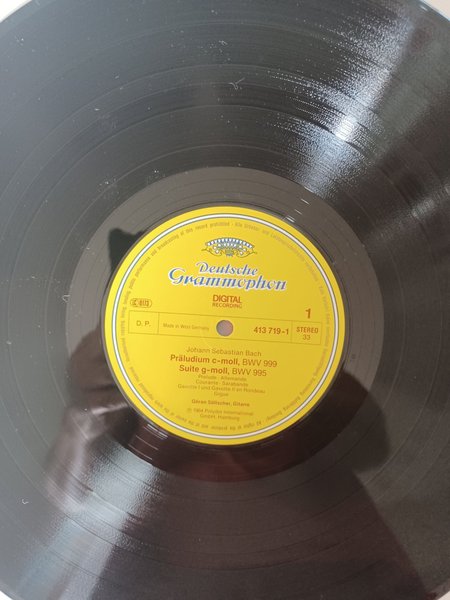 Deutsche
Grammophon
DIGITAL
RECORDING
1
D. P.
Made in West Germany
413 719-1
STEREO
33
Johann Sebastian Bach
Präludium c-moll, BWV 999
Suite g-moll, BWV 995
Prélude · Allemande
Courante · Sarabande
Gavotte I und Gavotte II en Rondeau
Gigue
Göran Söllscher, Gitarre
℗ 1984 Polydor International
GmbH, Hamburg